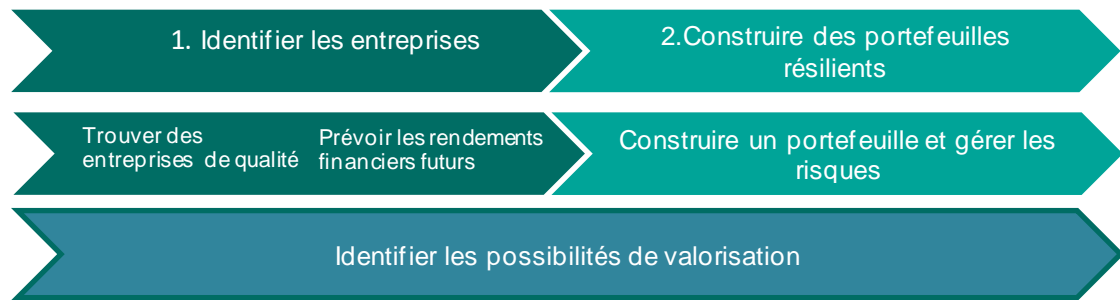 1. Identifier les entreprises
2.Construire des portefeuilles
résilients
Trouver des
entreprises de qualité
Prévoir les rendements
financiers futurs
Construire un portefeuille et gérer les
risques
Identifier les possibilités de valorisation